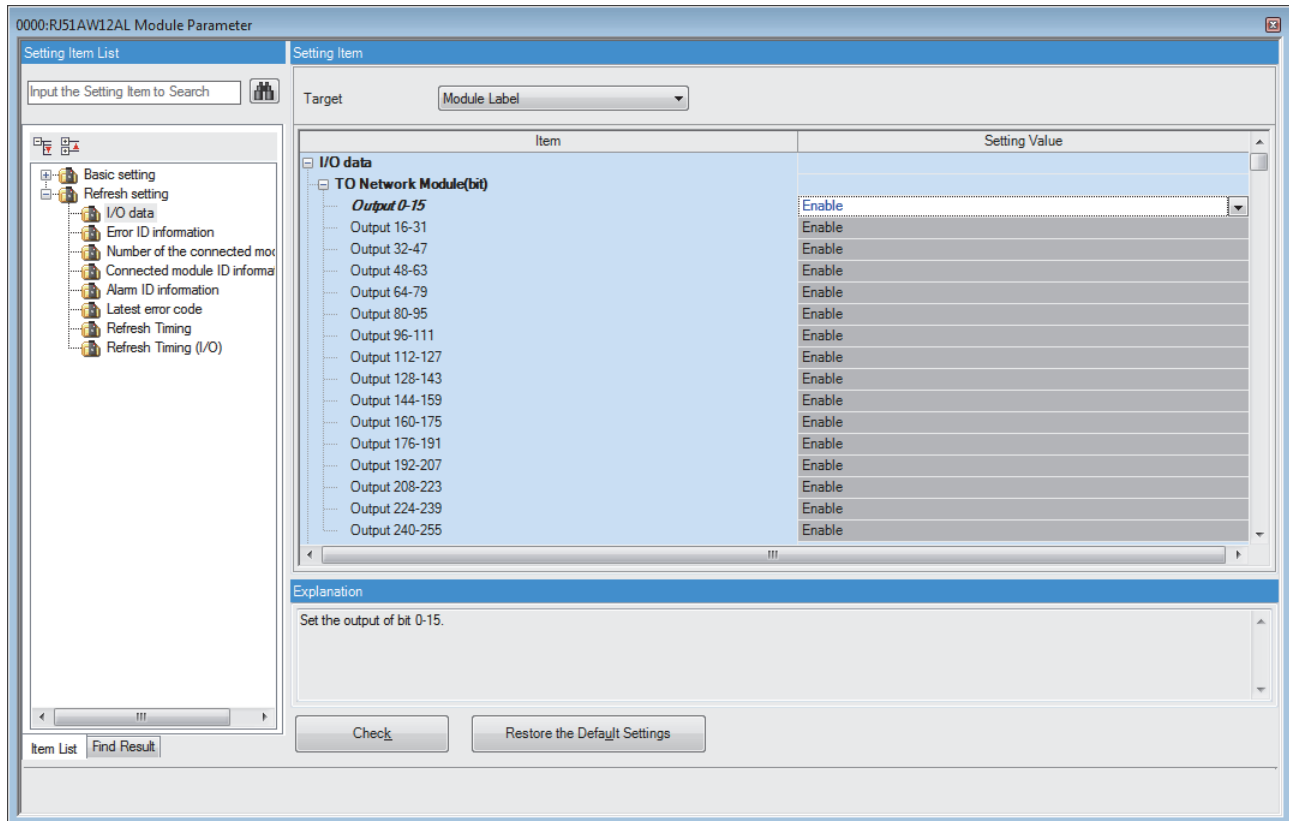 0000:RJ51AW12AL Module Parameter
Setting Item List
Input the Setting Item to Search
Basic setting
Refresh setting
I/O data
Error ID information
Number of the connected mod
Connected module ID informa
Alarm ID information
Latest error code
Refresh Timing
Refresh Timing (I/O)
Item List
Find Result
Setting Item
Target
Module Label
Item
Setting Value
I/O data
TO Network Module(bit)
Output 0-15 Enable
Output 16-31 Enable
Output 32-47 Enable
Output 48-63 Enable
Output 64-79 Enable
Output 80-95 Enable
Output 96-111 Enable
Output 112-127 Enable
Output 128-143 Enable
Output 144-159 Enable
Output 160-175 Enable
Output 176-191 Enable
Output 192-207 Enable
Output 208-223 Enable
Output 224-239 Enable
Output 240-255 Enable
Explanation
Set the output of bit 0-15.
Check
Restore the Default Settings